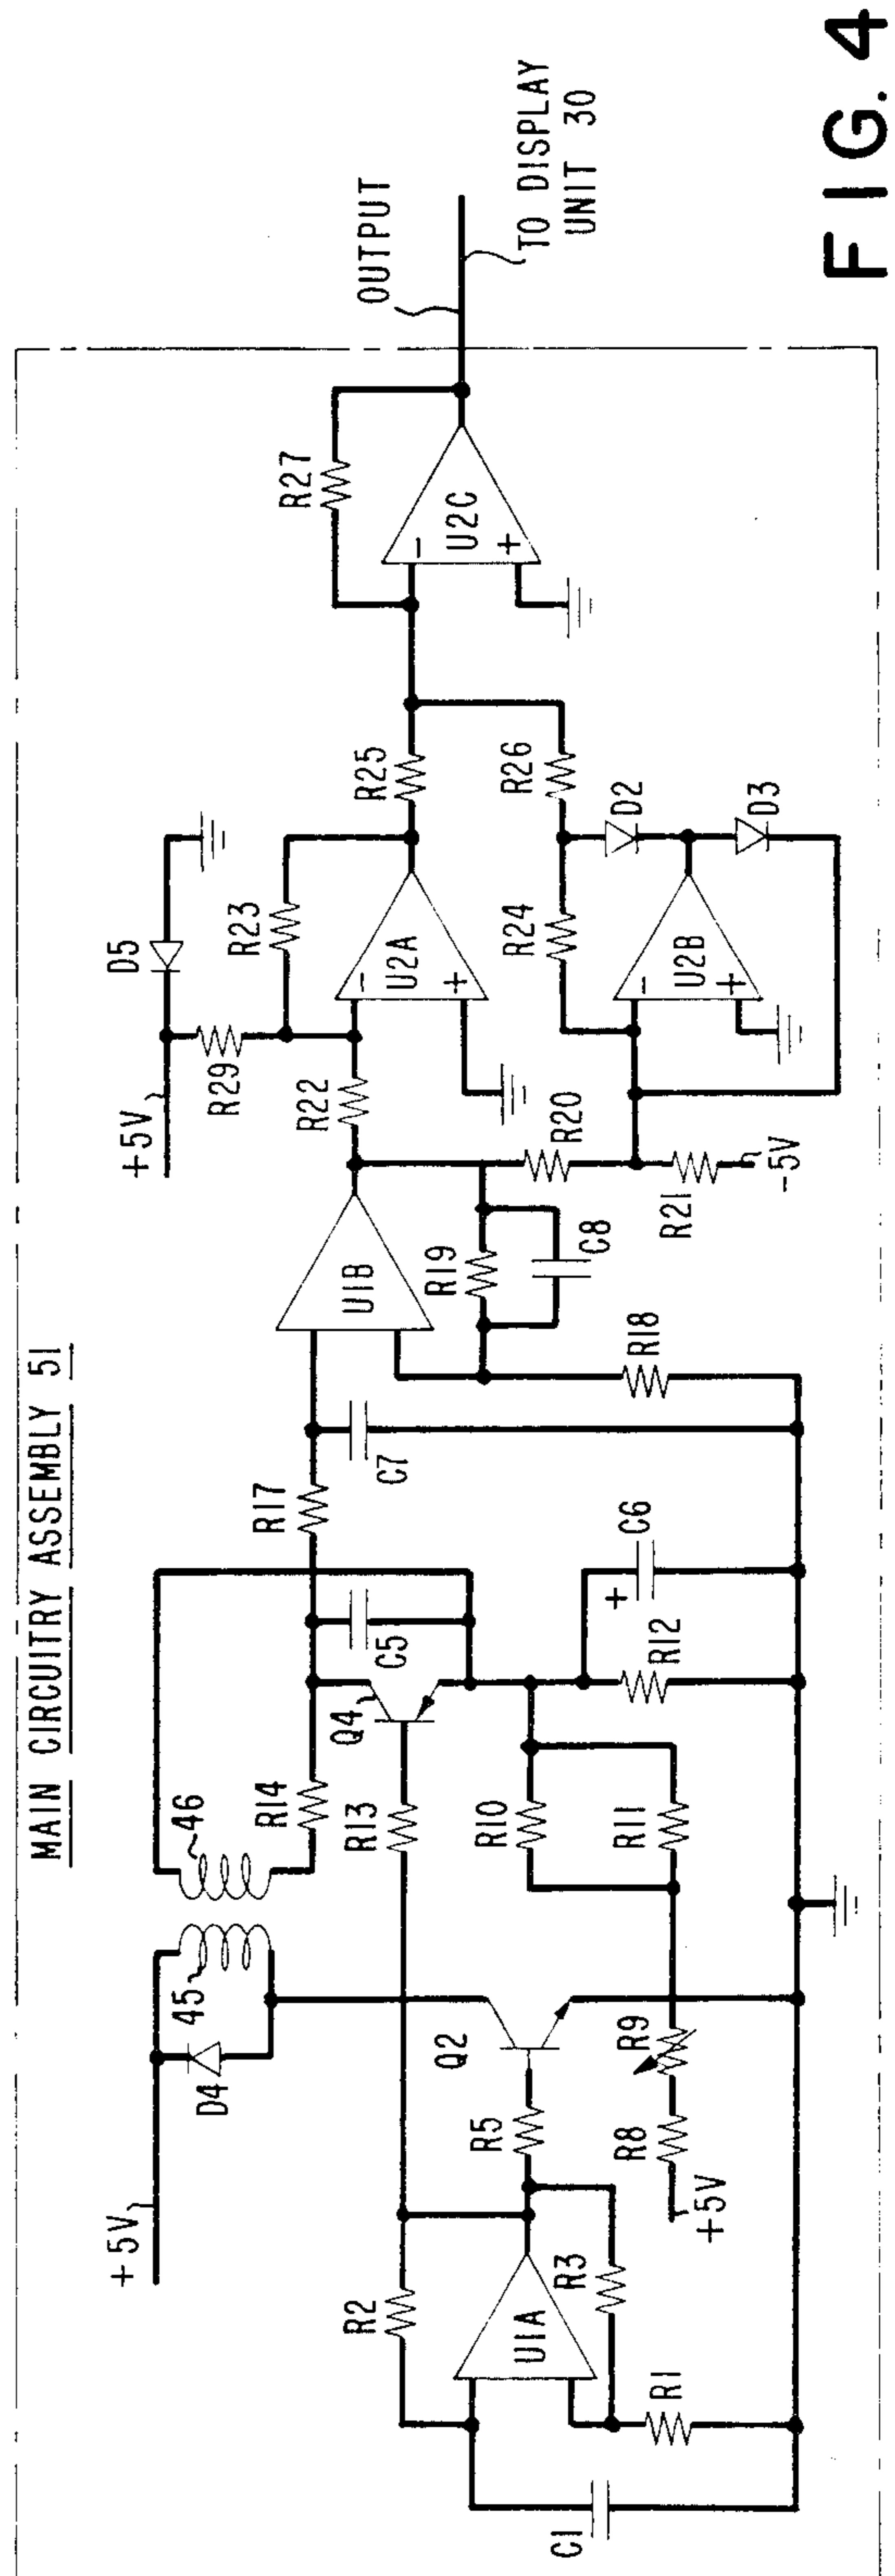 MAIN CIRCUITRY ASSEMBLY 51
+5V
D4
45
46
R14
Q4
C5
R17
C7
U1B
R19
C8
R18
+5V
D5
R29
R23
R22
U2A
-
+
R25
R27
U2C
-
+
OUTPUT
TO DISPLAY
UNIT 30
R20
R21
-5V
R24
R26
D2
D3
U2B
-
+
R2
U1A
R3
R1
C1
R5
Q2
R13
R8
R9
+5V
R10
R11
R12
+
C6
FIG. 4